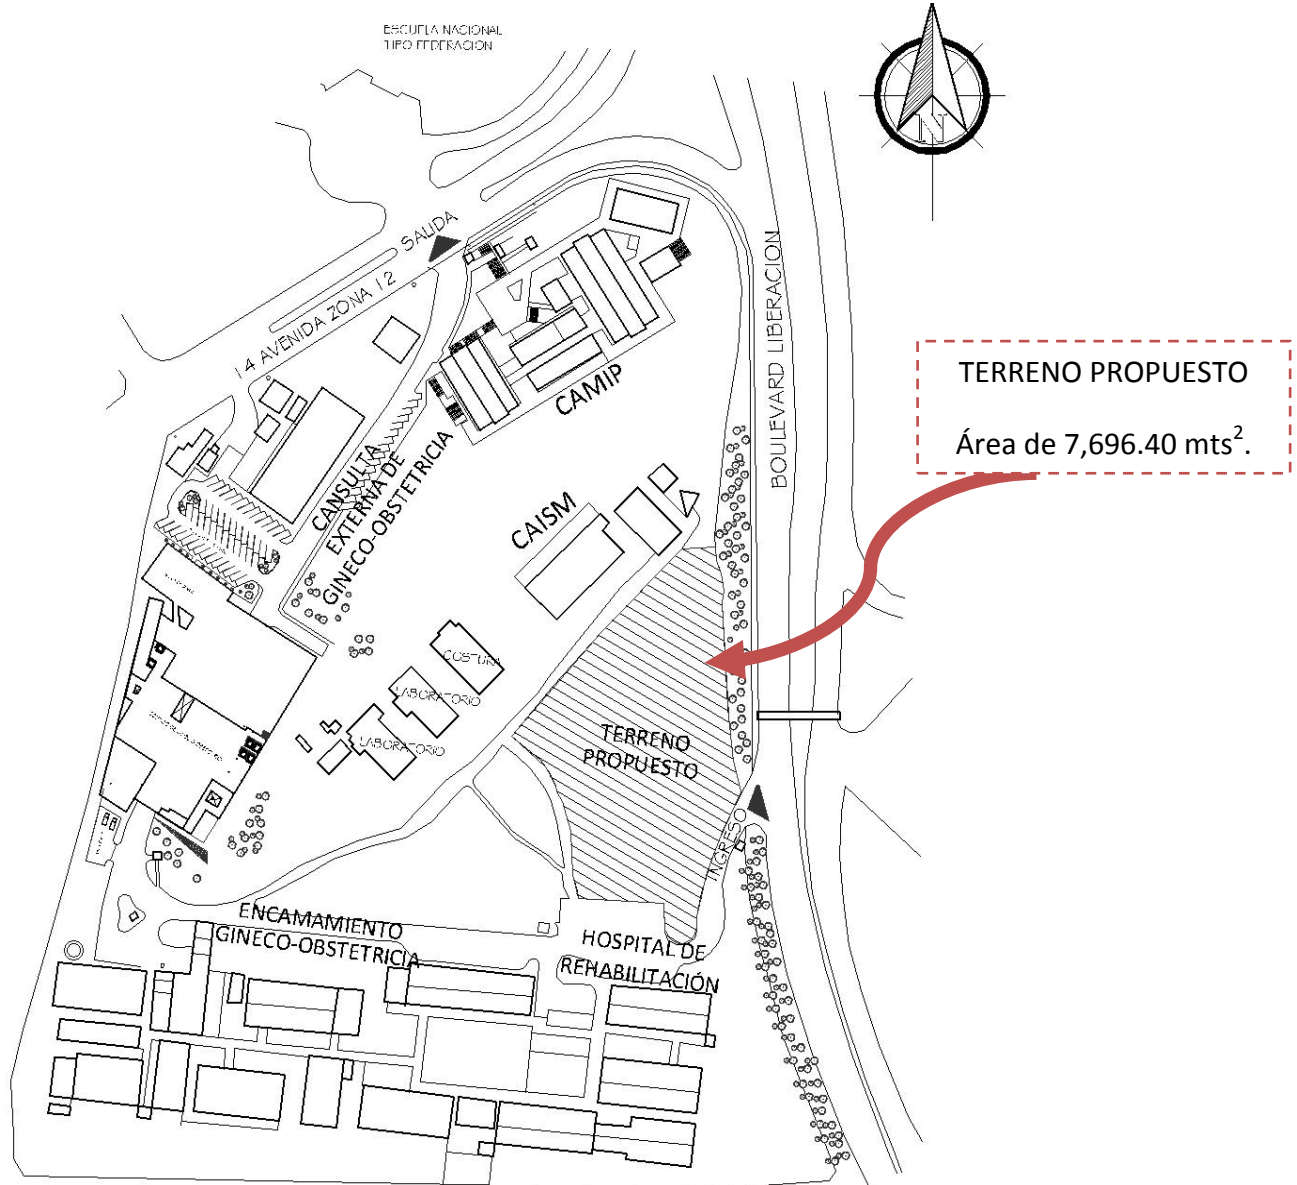 ESCUELA NACIONAL
TIPO FEDERACION
N
SALIDA
14 AVENIDA ZONA 12
BOULEVARD LIBERACION
TERRENO PROPUESTO
Área de 7,696.40 mts².
CAMIP
CANSULTA
EXTERNA DE
GINECO-OBSTETRICIA
CAISM
COSTURA
LABORATORIO
LABORATORIO
TERRENO
PROPUESTO
INGRESO
ENCAMAMIENTO
GINECO-OBSTETRICIA
HOSPITAL DE
REHABILITACIÓN